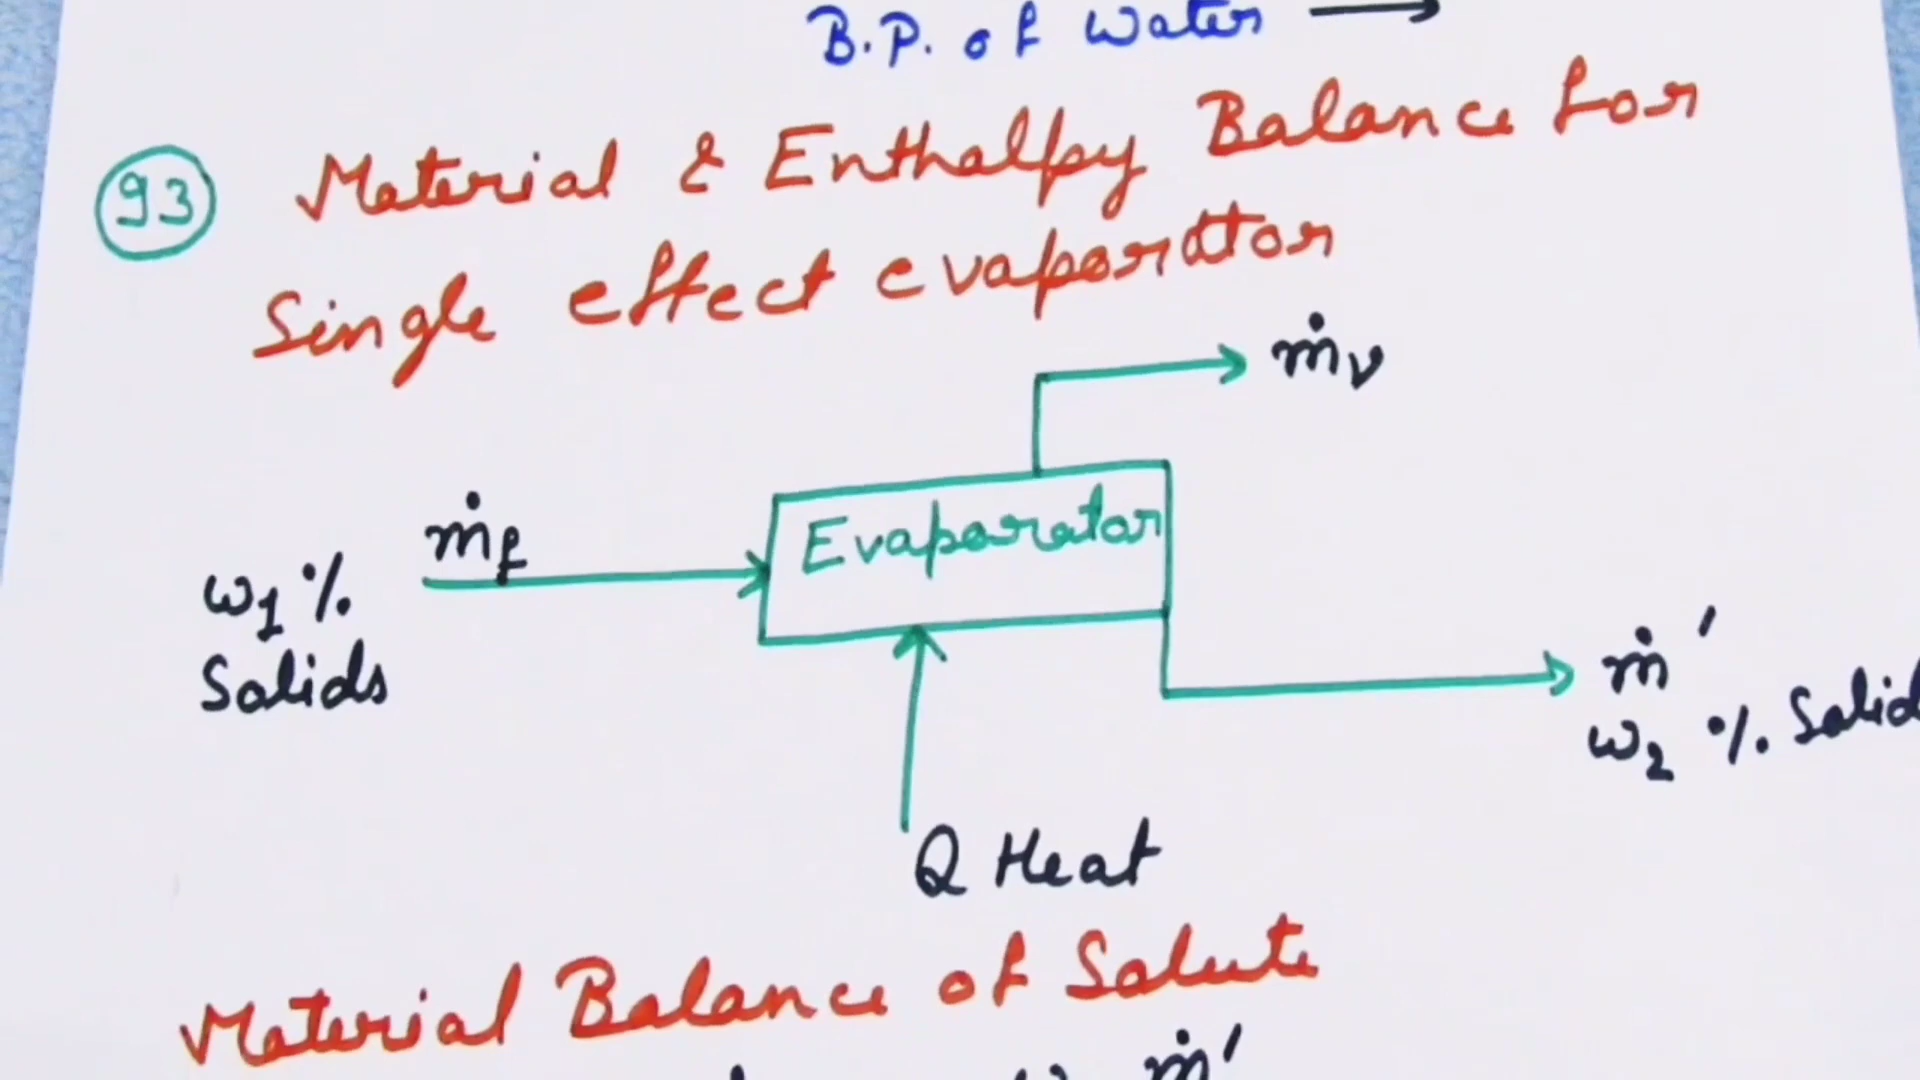 B.P. of Water →
93 Material & Enthalpy Balance for
Single effect evaporator
ṁv
ṁf
Evaporator
w1 %
Solids
ṁ'
w2 % Solid
Q Heat
Material Balance of Solute
ṁ'